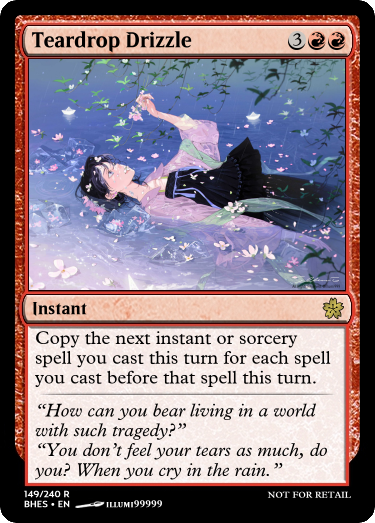 Teardrop Drizzle 3
Instant
Copy the next instant or sorcery
spell you cast this turn for each spell
you cast before that spell this turn.
“How can you bear living in a world
with such tragedy?”
“You don’t feel your tears as much, do
you? When you cry in the rain.”
149/240 R
NOT FOR RETAIL
BHES • EN ILLUMI99999